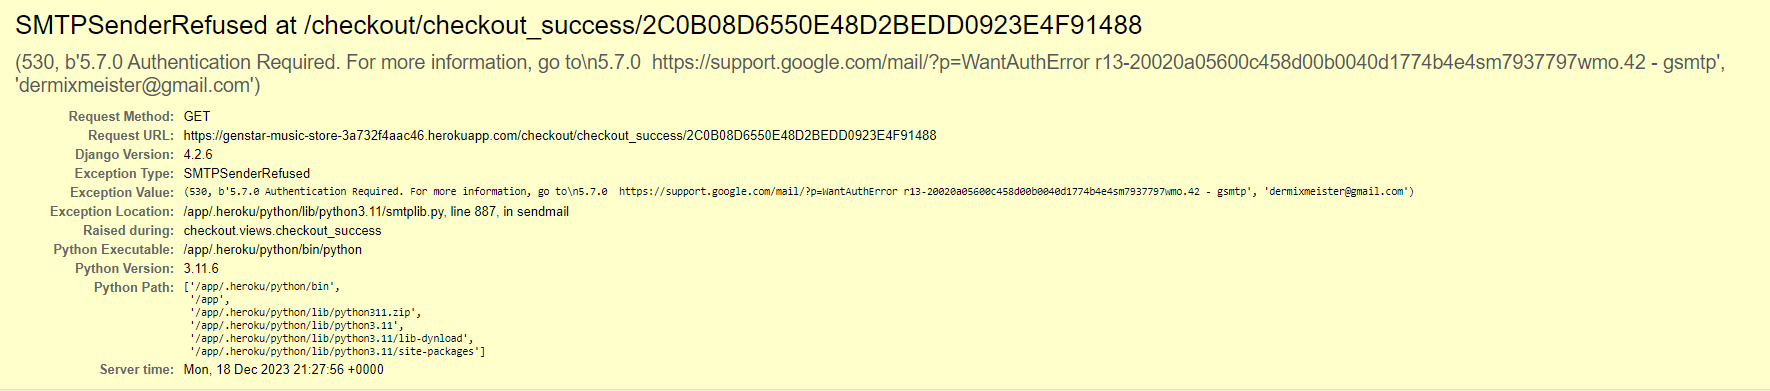 SMTPSenderRefused at /checkout/checkout_success/2C0B08D6550E48D2BEDD0923E4F91488
(530, b'5.7.0 Authentication Required. For more information, go to\n5.7.0  https://support.google.com/mail/?p=WantAuthError r13-20020a05600c458d00b0040d1774b4e4sm7937797wmo.42 - gsmtp',
'dermixmeister@gmail.com')
Request Method: GET
Request URL: https://genstar-music-store-3a732f4aac46.herokuapp.com/checkout/checkout_success/2C0B08D6550E48D2BEDD0923E4F91488
Django Version: 4.2.6
Exception Type: SMTPSenderRefused
Exception Value: (530, b'5.7.0 Authentication Required. For more information, go to\n5.7.0  https://support.google.com/mail/?p=WantAuthError r13-20020a05600c458d00b0040d1774b4e4sm7937797wmo.42 - gsmtp', 'dermixmeister@gmail.com')
Exception Location: /app/.heroku/python/lib/python3.11/smtplib.py, line 887, in sendmail
Raised during: checkout.views.checkout_success
Python Executable: /app/.heroku/python/bin/python
Python Version: 3.11.6
Python Path: ['/app/.heroku/python/bin',
'/app',
'/app/.heroku/python/lib/python311.zip',
'/app/.heroku/python/lib/python3.11',
'/app/.heroku/python/lib/python3.11/lib-dynload',
'/app/.heroku/python/lib/python3.11/site-packages']
Server time: Mon, 18 Dec 2023 21:27:56 +0000